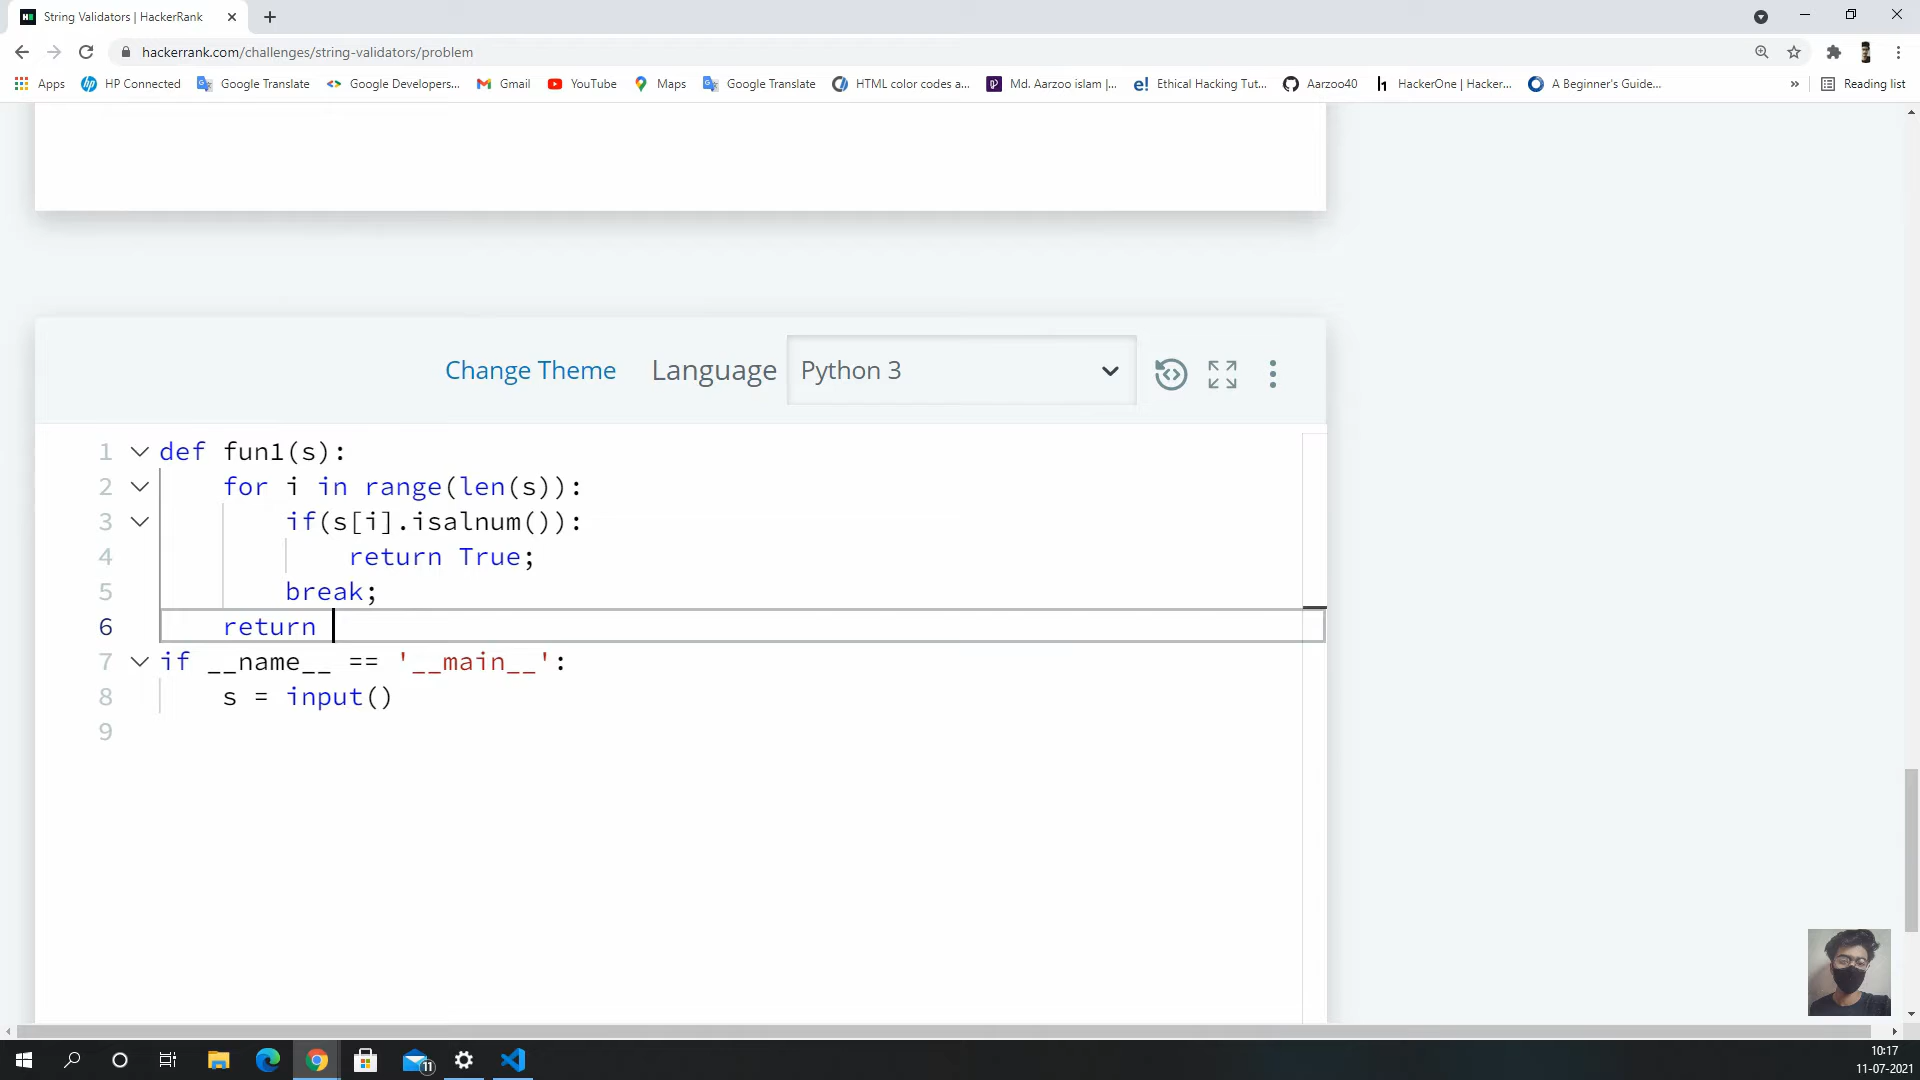 String Validators | HackerRank
hackerrank.com/challenges/string-validators/problem
Apps HP Connected Google Translate Google Developers... Gmail YouTube Maps Google Translate HTML color codes a... Md. Aarzoo islam |... Ethical Hacking Tut... Aarzoo40 HackerOne | Hacker... A Beginner's Guide... » Reading list
Change Theme Language Python 3
1 def fun1(s):
2 for i in range(len(s)):
3 if(s[i].isalnum()):
4 return True;
5 break;
6 return
7 if __name__ == '__main__':
8 s = input()
9
11
10:17
11-07-2021